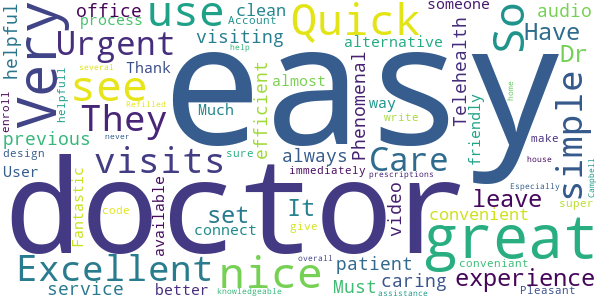 office
use
Quick
So
clean
audio
someone
process
Account
helpful
Very
Urgent
visiting
alternative
Have
help
several
Thank
almost
Dr
see
easy
efficient
Phenomenal
Telehealth
helpfull
Refilled
Much
way
write
friendly
home
simple
enroll
They
never
previous
sure
always
Care
make
design
visits
immediately
house
User
prescriptions
doctor
Especially
Campbell
leave
super
Fantastic
code
available
set
It
video
convenient
connect
give
great
Excellent
nice
overall
patient
conveniant
experience
service
better
knowledgeable
Must
caring
assistance
Pleasant